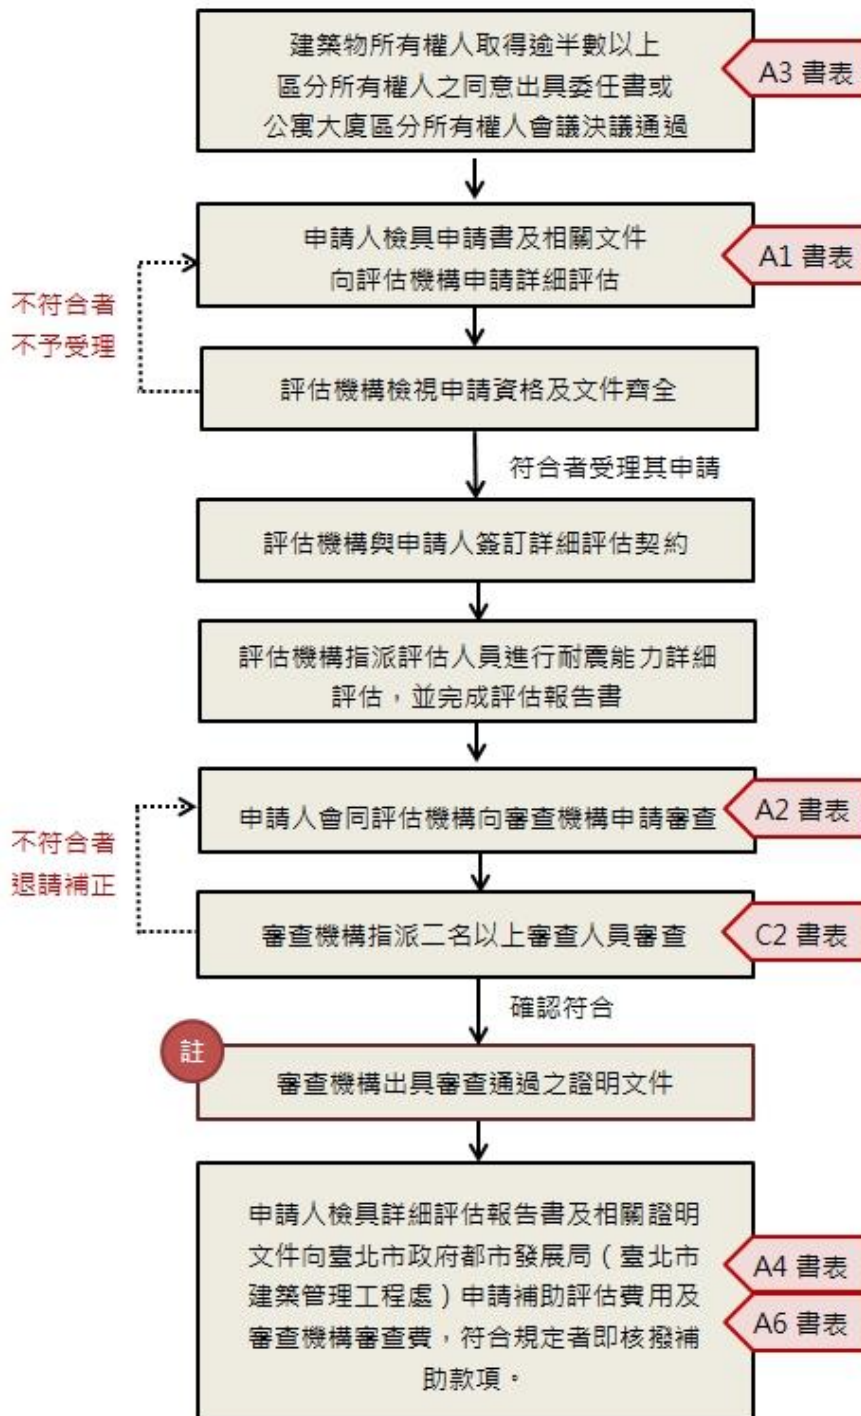 建築物所有權人取得逾半數以上
區分所有權人之同意出具委任書或
公寓大廈區分所有權人會議決議通過
A3 書表
申請人檢具申請書及相關文件
向評估機構申請詳細評估
A1 書表
不符合者
不予受理
評估機構檢視申請資格及文件齊全
符合者受理其申請
評估機構與申請人簽訂詳細評估契約
評估機構指派評估人員進行耐震能力詳細
評估，並完成評估報告書
申請人會同評估機構向審查機構申請審查
A2 書表
不符合者
退請補正
審查機構指派二名以上審查人員審查
C2 書表
確認符合
註
審查機構出具審查通過之證明文件
申請人檢具詳細評估報告書及相關證明
文件向臺北市政府都市發展局（臺北市
建築管理工程處）申請補助評估費用及
審查機構審查費，符合規定者即核撥補
助款項。
A4 書表
A6 書表